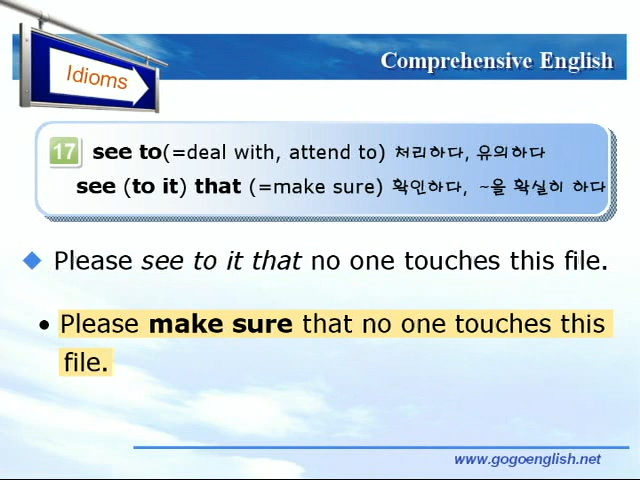 Idioms
Comprehensive English
17 see to(=deal with, attend to) 처리하다, 유의하다
see (to it) that (=make sure) 확인하다, ~을 확실히 하다
Please see to it that no one touches this file.
• Please make sure that no one touches this
file.
www.gogoenglish.net